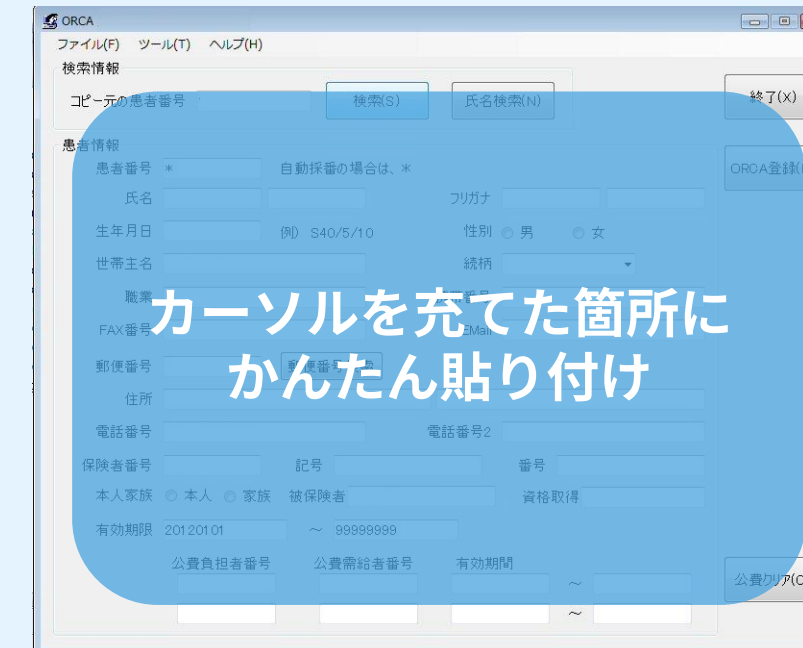 ORCA
ファイル(F) ツール(T) ヘルプ(H)
検索情報
コピー元の患者番号 検索(S) 氏名検索(N)
終了(X)
患者情報
患者番号 * 自動採番の場合は、*
ORCA登録(
氏名 フリガナ
生年月日 例) S40/5/10 性別 男 女
世帯主名 続柄
職業
カーソルを充てた箇所に
FAX番号 EMail
かんたん貼り付け
郵便番号
住所
電話番号 電話番号2
保険者番号 記号 番号
本人家族 本人 家族 被保険者 資格取得
有効期限 20120101 ～ 99999999
公費負担者番号 公費需給者番号 有効期間
～
公費クリア(
～